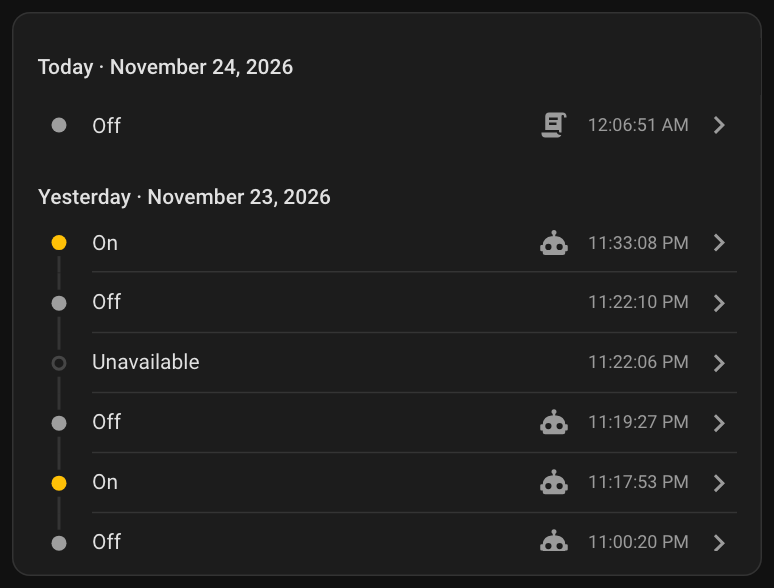 Today · November 24, 2026
Off 12:06:51 AM
Yesterday · November 23, 2026
On 11:33:08 PM
Off 11:22:10 PM
Unavailable 11:22:06 PM
Off 11:19:27 PM
On 11:17:53 PM
Off 11:00:20 PM